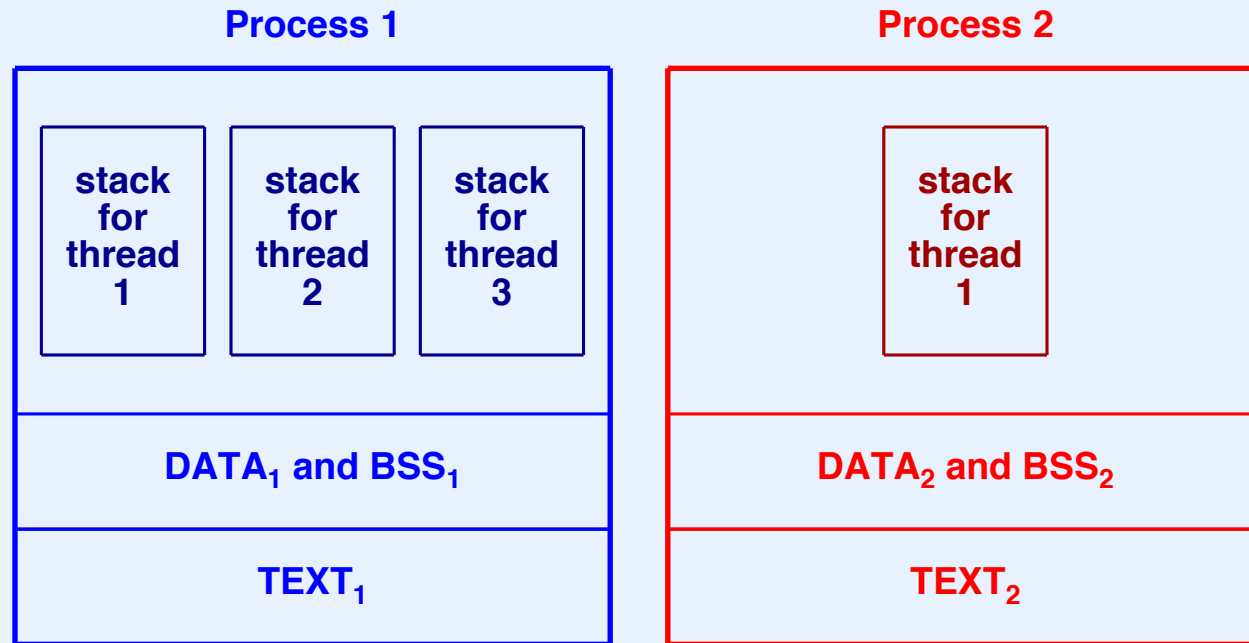 Process 1
Process 2
stack
for
thread
1
stack
for
thread
2
stack
for
thread
3
stack
for
thread
1
DATA₁ and BSS₁
DATA₂ and BSS₂
TEXT₁
TEXT₂